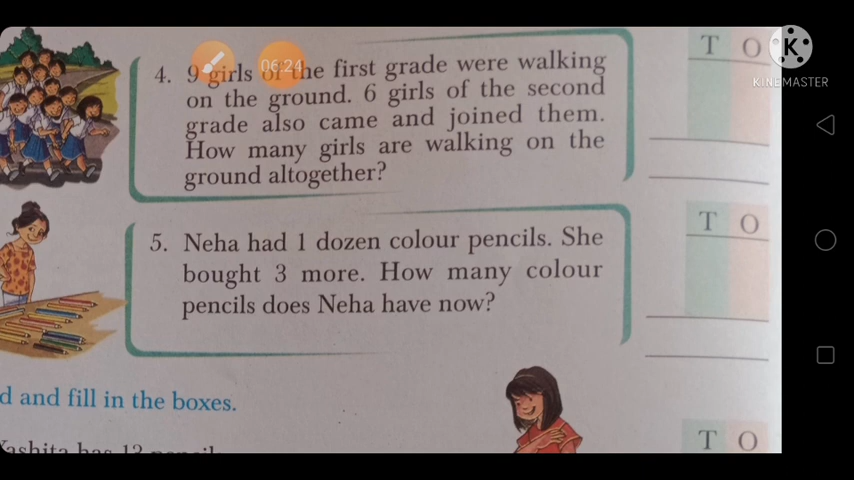 4. 9 girls of the first grade were walking
on the ground. 6 girls of the second
grade also came and joined them.
How many girls are walking on the
ground altogether?
T O
KINEMASTER
06:24
5. Neha had 1 dozen colour pencils. She
bought 3 more. How many colour
pencils does Neha have now?
T O
d and fill in the boxes.
has 13
T O